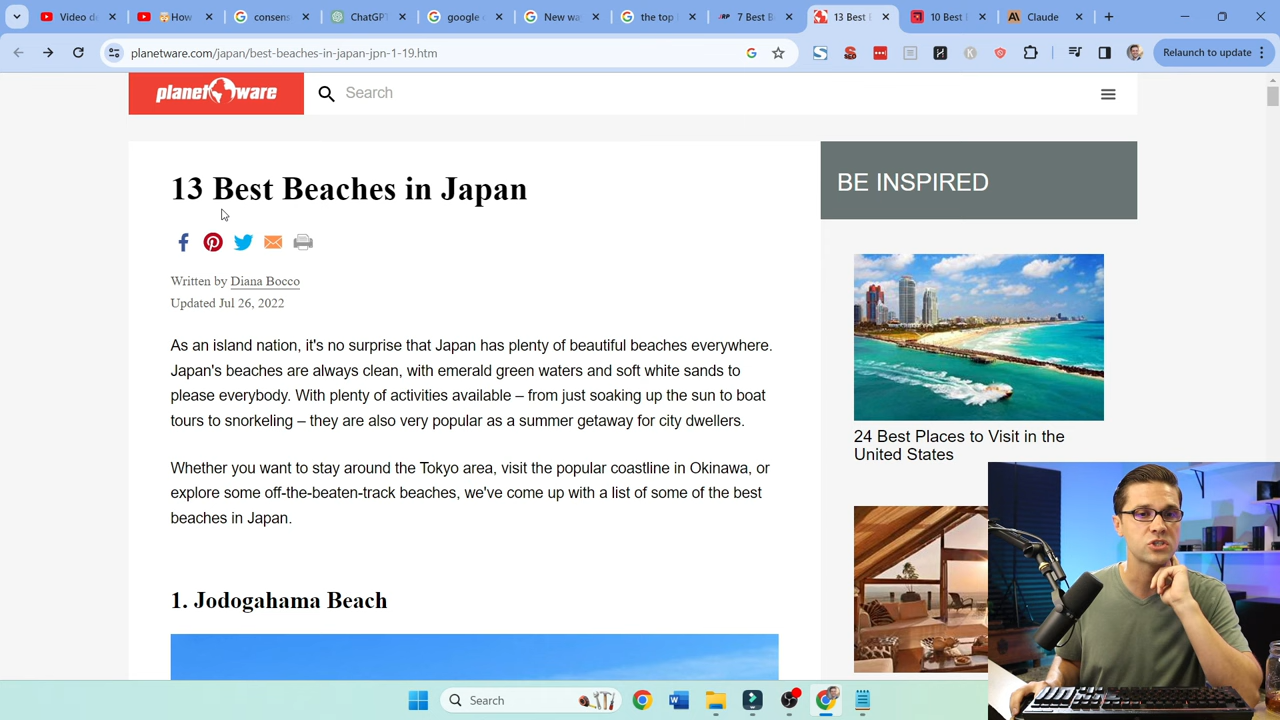 Video d
How
consens
ChatGP
google
New wa
the top
7 Best B
13 Best
10 Best
Claude
planetware.com/japan/best-beaches-in-japan-jpn-1-19.htm
Relaunch to update
planetware
Search
13 Best Beaches in Japan
BE INSPIRED
Written by Diana Bocco
Updated Jul 26, 2022
As an island nation, it's no surprise that Japan has plenty of beautiful beaches everywhere.
Japan's beaches are always clean, with emerald green waters and soft white sands to
please everybody. With plenty of activities available – from just soaking up the sun to boat
tours to snorkeling – they are also very popular as a summer getaway for city dwellers.
24 Best Places to Visit in the
United States
Whether you want to stay around the Tokyo area, visit the popular coastline in Okinawa, or
explore some off-the-beaten-track beaches, we've come up with a list of some of the best
beaches in Japan.
1. Jodogahama Beach
Search